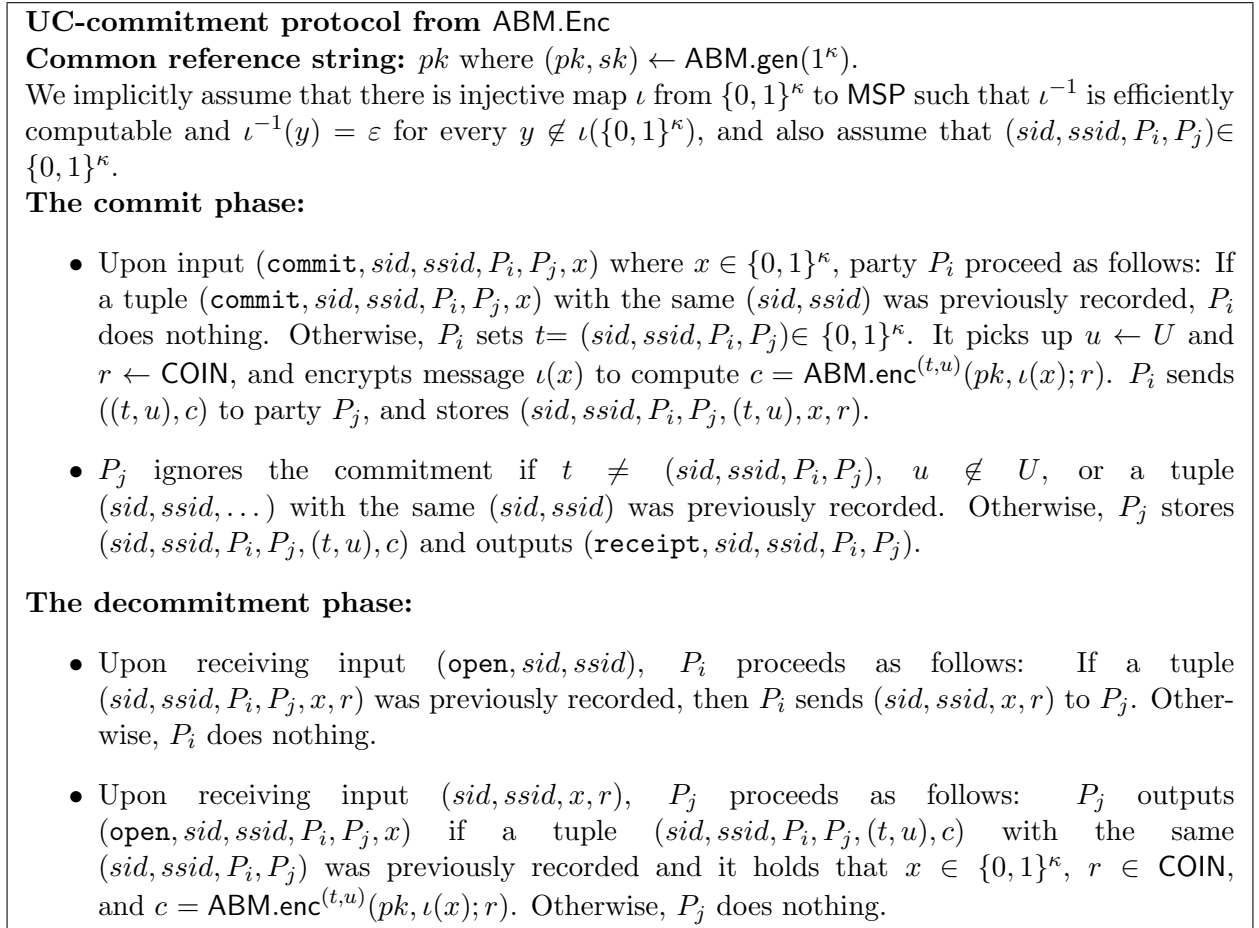 UC-commitment protocol from ABM.Enc
Common reference string: pk where (pk, sk) ← ABM.gen(1^κ).
We implicitly assume that there is injective map ι from {0, 1}^κ to MSP such that ι^{-1} is efficiently
computable and ι^{-1}(y) = ε for every y ∉ ι({0, 1}^κ), and also assume that (sid, ssid, P_i, P_j)∈
{0, 1}^κ.
The commit phase:
• Upon input (commit, sid, ssid, P_i, P_j, x) where x ∈ {0, 1}^κ, party P_i proceed as follows: If
a tuple (commit, sid, ssid, P_i, P_j, x) with the same (sid, ssid) was previously recorded, P_i
does nothing. Otherwise, P_i sets t= (sid, ssid, P_i, P_j)∈ {0, 1}^κ. It picks up u ← U and
r ← COIN, and encrypts message ι(x) to compute c = ABM.enc^{(t,u)}(pk, ι(x); r). P_i sends
((t, u), c) to party P_j, and stores (sid, ssid, P_i, P_j, (t, u), x, r).
• P_j ignores the commitment if t ≠ (sid, ssid, P_i, P_j), u ∉ U, or a tuple
(sid, ssid, . . . ) with the same (sid, ssid) was previously recorded. Otherwise, P_j stores
(sid, ssid, P_i, P_j, (t, u), c) and outputs (receipt, sid, ssid, P_i, P_j).
The decommitment phase:
• Upon receiving input (open, sid, ssid), P_i proceeds as follows: If a tuple
(sid, ssid, P_i, P_j, x, r) was previously recorded, then P_i sends (sid, ssid, x, r) to P_j. Other-
wise, P_i does nothing.
• Upon receiving input (sid, ssid, x, r), P_j proceeds as follows: P_j outputs
(open, sid, ssid, P_i, P_j, x) if a tuple (sid, ssid, P_i, P_j, (t, u), c) with the same
(sid, ssid, P_i, P_j) was previously recorded and it holds that x ∈ {0, 1}^κ, r ∈ COIN,
and c = ABM.enc^{(t,u)}(pk, ι(x); r). Otherwise, P_j does nothing.